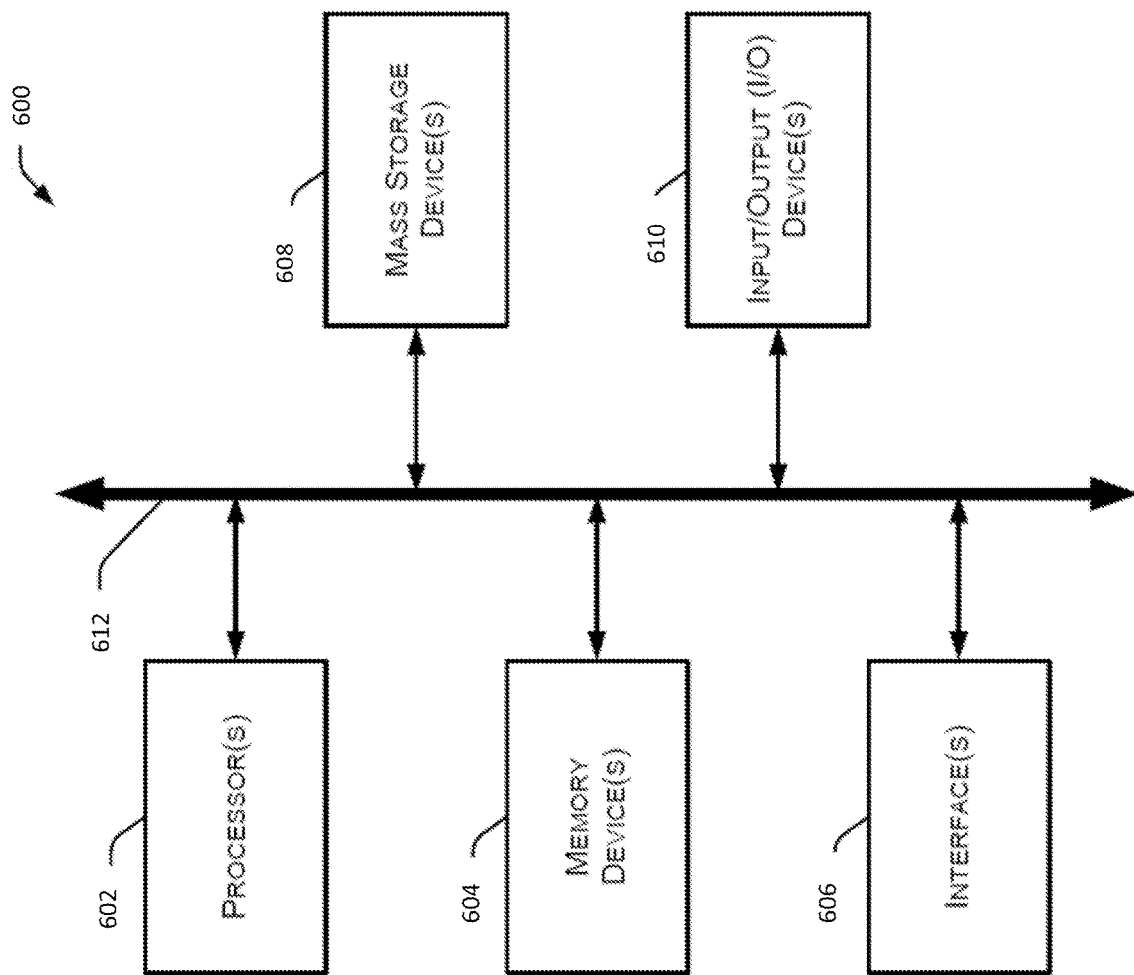 600
602
PROCESSOR(S)
604
MEMORY
DEVICE(S)
606
INTERFACE(S)
612
608
MASS STORAGE
DEVICE(S)
610
INPUT/OUTPUT (I/O)
DEVICE(S)